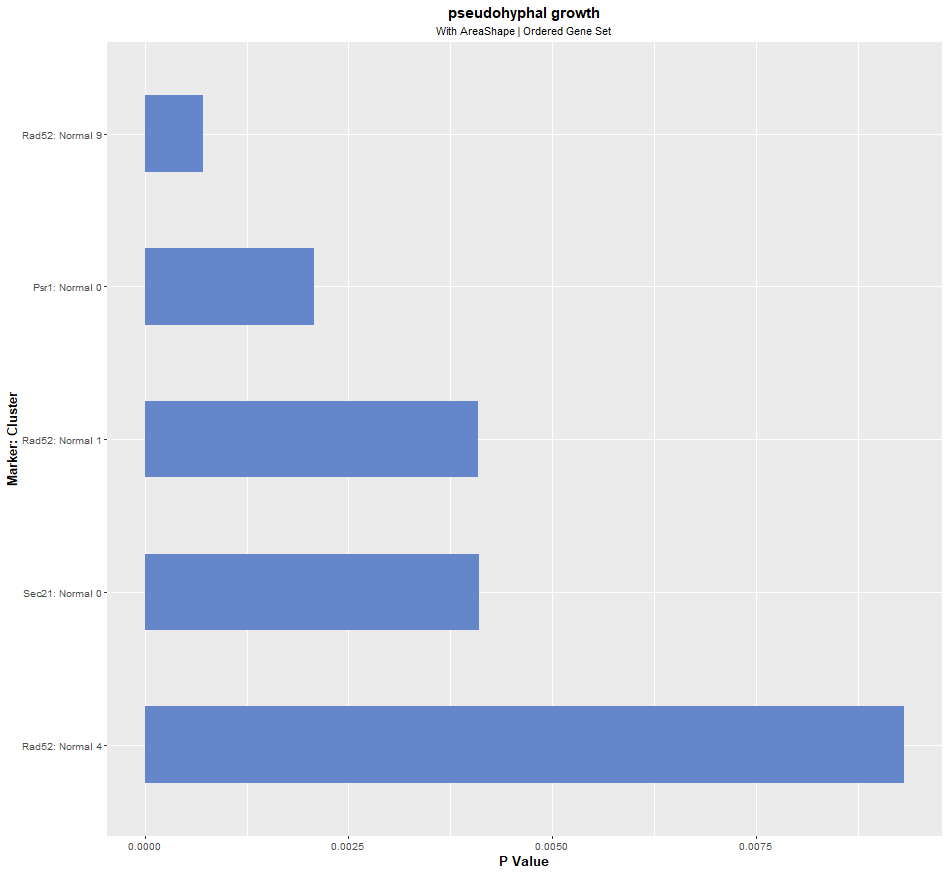 pseudohyphal growth
With AreaShape | Ordered Gene Set
Marker: Cluster
Rad52: Normal 9
Psr1: Normal 0
Rad52: Normal 1
Sec21: Normal 0
Rad52: Normal 4
0.0000 0.0025 0.0050 0.0075
P Value